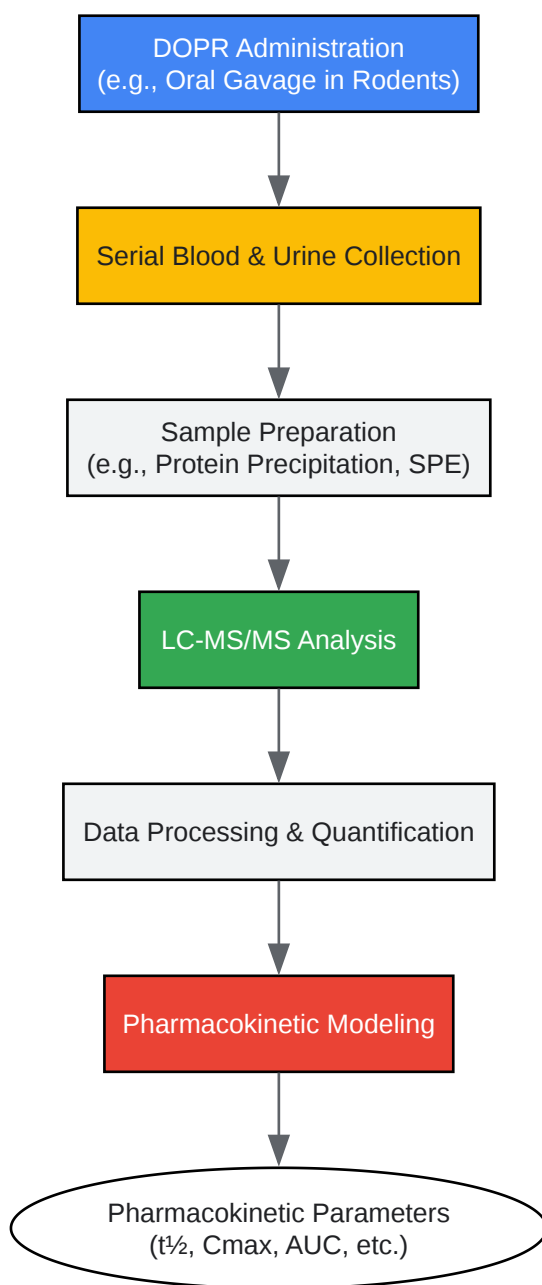 DOPR Administration
(e.g., Oral Gavage in Rodents)
Serial Blood & Urine Collection
Sample Preparation
(e.g., Protein Precipitation, SPE)
LC-MS/MS Analysis
Data Processing & Quantification
Pharmacokinetic Modeling
Pharmacokinetic Parameters
(t½, Cmax, AUC, etc.)